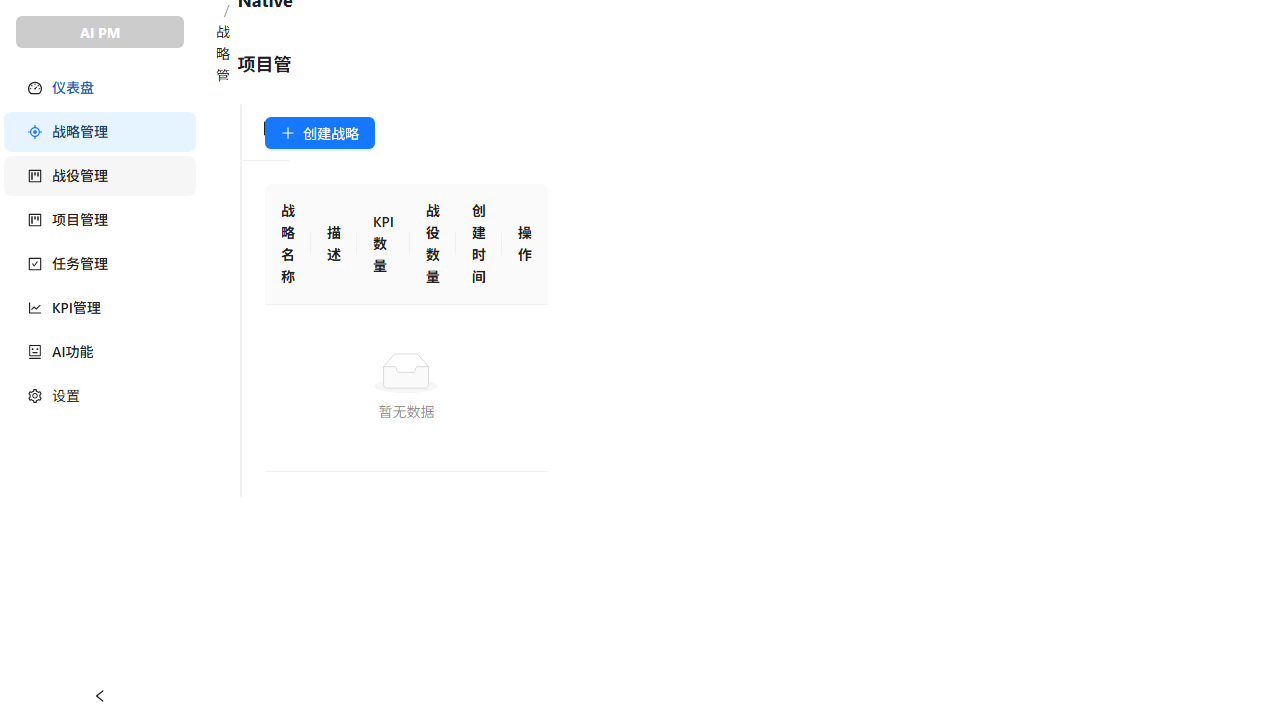 AI PM
仪表盘
战略管理
战役管理
项目管理
任务管理
KPI管理
AI功能
设置
/
战
略
管
Native
项目管
创建战略
战略名称
描述
KPI数量
战役数量
创建时间
操作
暂无数据